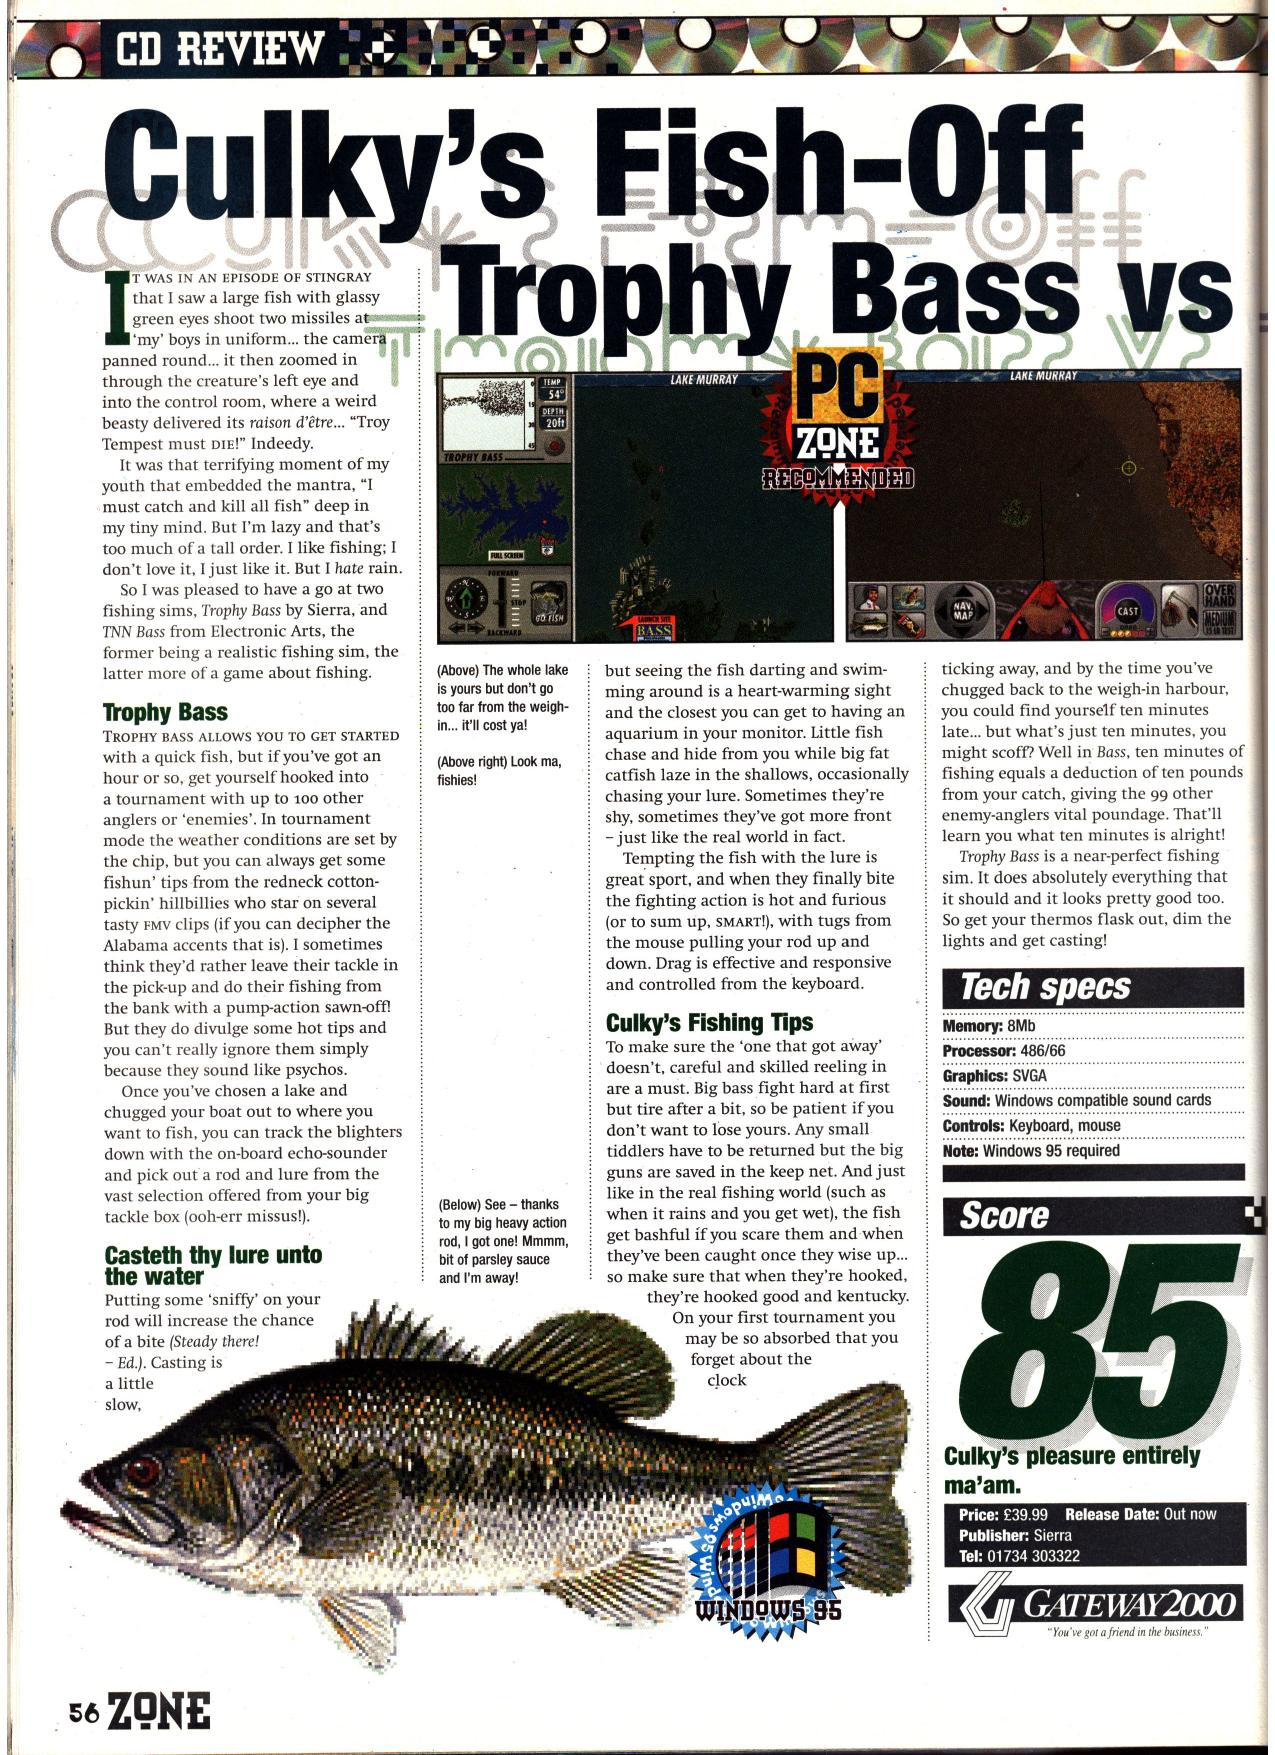 CD REVIEW
Culky's Fish-Off
Trophy Bass vs
IT WAS IN AN EPISODE OF STINGRAY
that I saw a large fish with glassy
green eyes shoot two missiles at
'my' boys in uniform... the camera
panned round... it then zoomed in
through the creature's left eye and
into the control room, where a weird
beasty delivered its raison d'être... “Troy
Tempest must DIE!” Indeedy.
It was that terrifying moment of my
youth that embedded the mantra, “I
must catch and kill all fish” deep in
my tiny mind. But I'm lazy and that's
too much of a tall order. I like fishing; I
don't love it, I just like it. But I hate rain.
So I was pleased to have a go at two
fishing sims, Trophy Bass by Sierra, and
TNN Bass from Electronic Arts, the
former being a realistic fishing sim, the
latter more of a game about fishing.
Trophy Bass
TROPHY BASS ALLOWS YOU TO GET STARTED
with a quick fish, but if you've got an
hour or so, get yourself hooked into
a tournament with up to 100 other
anglers or 'enemies'. In tournament
mode the weather conditions are set by
the chip, but you can always get some
fishun' tips from the redneck cotton-
pickin' hillbillies who star on several
tasty FMV clips (if you can decipher the
Alabama accents that is). I sometimes
think they'd rather leave their tackle in
the pick-up and do their fishing from
the bank with a pump-action sawn-off!
But they do divulge some hot tips and
you can't really ignore them simply
because they sound like psychos.
Once you've chosen a lake and
chugged your boat out to where you
want to fish, you can track the blighters
down with the on-board echo-sounder
and pick out a rod and lure from the
vast selection offered from your big
tackle box (ooh-err missus!).
Casteth thy lure unto
the water
Putting some 'sniffy' on your
rod will increase the chance
of a bite (Steady there!
– Ed.). Casting is
a little
slow,
TEMP
54°
DEPTH
20ft
0
15
30
45
TROPHY BASS
FULL SCREEN
FORWARD
STOP
BACKWARD
GO FISH
LAKE MURRAY
LAUNCH SITE
BASS
PC
ZONE
RECOMMENDED
LAKE MURRAY
NAV.
MAP
CAST
OVER
HAND
MEDIUM
15 LB TEST
(Above) The whole lake
is yours but don't go
too far from the weigh-
in... it'll cost ya!
(Above right) Look ma,
fishies!
(Below) See – thanks
to my big heavy action
rod, I got one! Mmmm,
bit of parsley sauce
and I'm away!
but seeing the fish darting and swim-
ming around is a heart-warming sight
and the closest you can get to having an
aquarium in your monitor. Little fish
chase and hide from you while big fat
catfish laze in the shallows, occasionally
chasing your lure. Sometimes they're
shy, sometimes they've got more front
– just like the real world in fact.
Tempting the fish with the lure is
great sport, and when they finally bite
the fighting action is hot and furious
(or to sum up, SMART!), with tugs from
the mouse pulling your rod up and
down. Drag is effective and responsive
and controlled from the keyboard.
Culky's Fishing Tips
To make sure the 'one that got away'
doesn't, careful and skilled reeling in
are a must. Big bass fight hard at first
but tire after a bit, so be patient if you
don't want to lose yours. Any small
tiddlers have to be returned but the big
guns are saved in the keep net. And just
like in the real fishing world (such as
when it rains and you get wet), the fish
get bashful if you scare them and when
they've been caught once they wise up...
so make sure that when they're hooked,
they're hooked good and kentucky.
On your first tournament you
may be so absorbed that you
forget about the
clock
ticking away, and by the time you've
chugged back to the weigh-in harbour,
you could find yourself ten minutes
late... but what's just ten minutes, you
might scoff? Well in Bass, ten minutes of
fishing equals a deduction of ten pounds
from your catch, giving the 99 other
enemy-anglers vital poundage. That'll
learn you what ten minutes is alright!
Trophy Bass is a near-perfect fishing
sim. It does absolutely everything that
it should and it looks pretty good too.
So get your thermos flask out, dim the
lights and get casting!
Tech specs
Memory: 8Mb
Processor: 486/66
Graphics: SVGA
Sound: Windows compatible sound cards
Controls: Keyboard, mouse
Note: Windows 95 required
Score
85
Culky's pleasure entirely
ma'am.
Price: £39.99 Release Date: Out now
Publisher: Sierra
Tel: 01734 303322
GATEWAY2000
“You've got a friend in the business.”
WINDOWS 95
56 ZONE